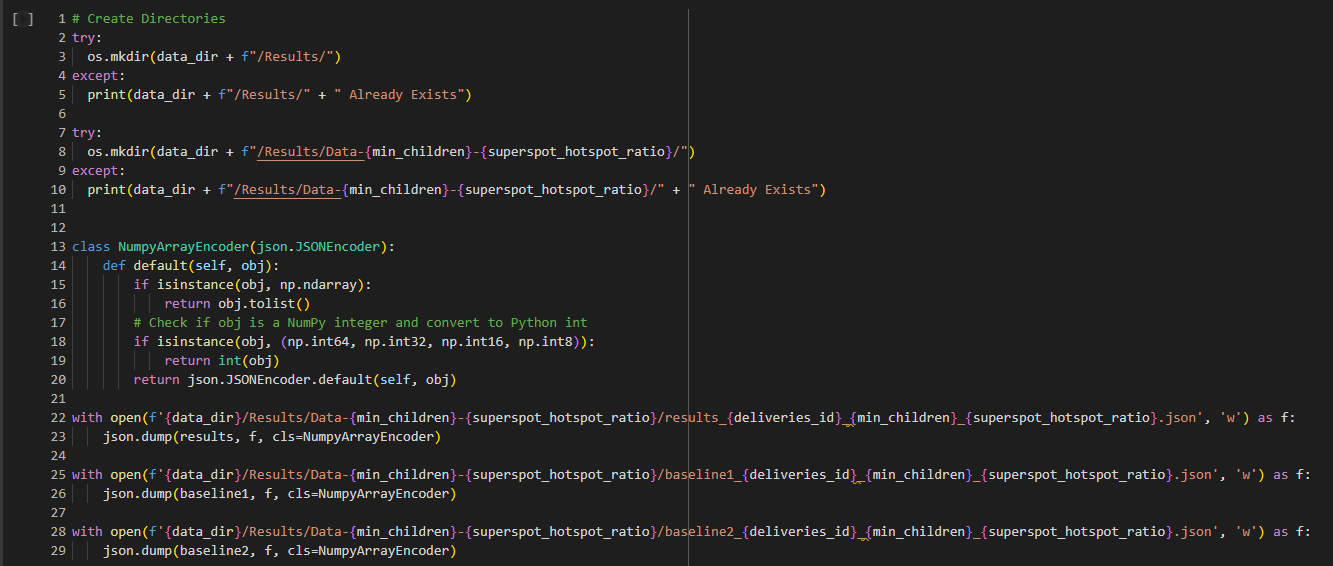 [ ] 1 # Create Directories
2 try:
3 os.mkdir(data_dir + f"/Results/")
4 except:
5 print(data_dir + f"/Results/" + " Already Exists")
6
7 try:
8 os.mkdir(data_dir + f"/Results/Data-{min_children}-{superspot_hotspot_ratio}/")
9 except:
10 print(data_dir + f"/Results/Data-{min_children}-{superspot_hotspot_ratio}/" + " Already Exists")
11
12
13 class NumpyArrayEncoder(json.JSONEncoder):
14 def default(self, obj):
15 if isinstance(obj, np.ndarray):
16 return obj.tolist()
17 # Check if obj is a NumPy integer and convert to Python int
18 if isinstance(obj, (np.int64, np.int32, np.int16, np.int8)):
19 return int(obj)
20 return json.JSONEncoder.default(self, obj)
21
22 with open(f'{data_dir}/Results/Data-{min_children}-{superspot_hotspot_ratio}/results_{deliveries_id}_{min_children}_{superspot_hotspot_ratio}.json', 'w') as f:
23 json.dump(results, f, cls=NumpyArrayEncoder)
24
25 with open(f'{data_dir}/Results/Data-{min_children}-{superspot_hotspot_ratio}/baseline1_{deliveries_id}_{min_children}_{superspot_hotspot_ratio}.json', 'w') as f:
26 json.dump(baseline1, f, cls=NumpyArrayEncoder)
27
28 with open(f'{data_dir}/Results/Data-{min_children}-{superspot_hotspot_ratio}/baseline2_{deliveries_id}_{min_children}_{superspot_hotspot_ratio}.json', 'w') as f:
29 json.dump(baseline2, f, cls=NumpyArrayEncoder)